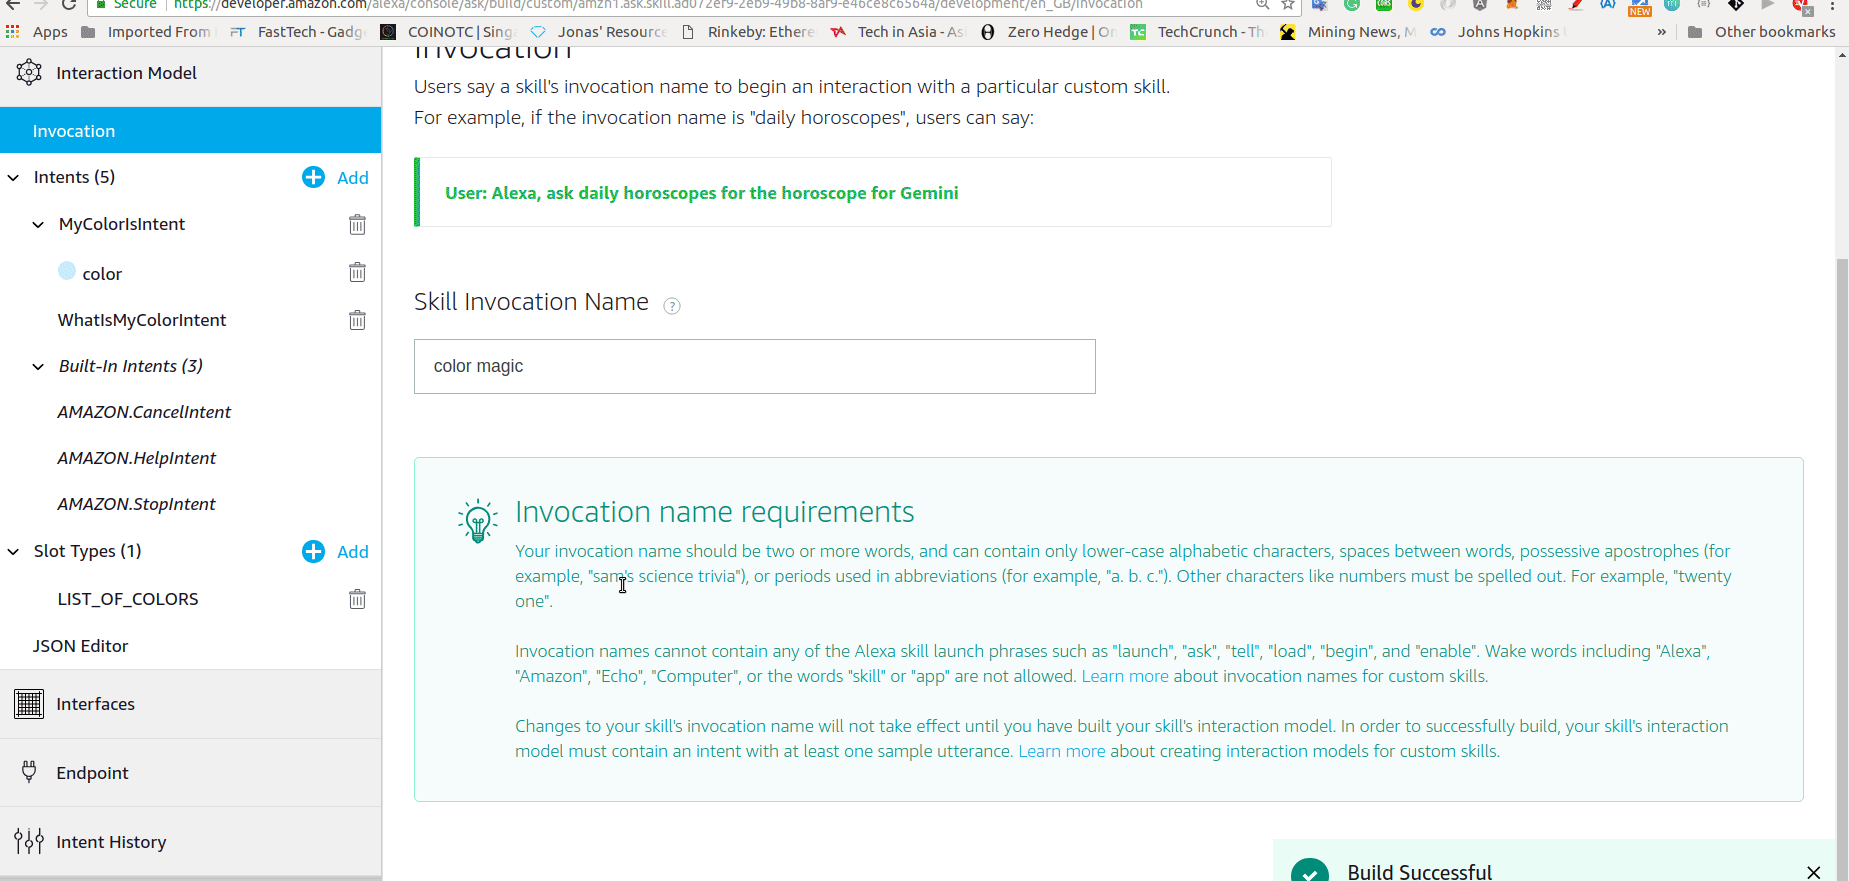 Secure https://developer.amazon.com/alexa/console/ask/build/custom/amzn1.ask.skill.ad072ef9-2eb9-49b8-8af9-e46ce8c6564a/development/en_GB/invocation
Apps Imported From FT FastTech - Gadge COINOTC | Sing Jonas' Resource Rinkeby: Ethere Tech in Asia - As Zero Hedge | On TC TechCrunch - Th Mining News, M Johns Hopkins » Other bookmarks
NEW
Interaction Model
Invocation
Intents (5) Add
MyColorIsIntent
color
WhatIsMyColorIntent
Built-In Intents (3)
AMAZON.CancelIntent
AMAZON.HelpIntent
AMAZON.StopIntent
Slot Types (1) Add
LIST_OF_COLORS
JSON Editor
Interfaces
Endpoint
Intent History
Invocation
Users say a skill's invocation name to begin an interaction with a particular custom skill.
For example, if the invocation name is "daily horoscopes", users can say:
User: Alexa, ask daily horoscopes for the horoscope for Gemini
Skill Invocation Name ?
color magic
Invocation name requirements
Your invocation name should be two or more words, and can contain only lower-case alphabetic characters, spaces between words, possessive apostrophes (for
example, "sam's science trivia"), or periods used in abbreviations (for example, "a. b. c."). Other characters like numbers must be spelled out. For example, "twenty
one".
Invocation names cannot contain any of the Alexa skill launch phrases such as "launch", "ask", "tell", "load", "begin", and "enable". Wake words including "Alexa",
"Amazon", "Echo", "Computer", or the words "skill" or "app" are not allowed. Learn more about invocation names for custom skills.
Changes to your skill's invocation name will not take effect until you have built your skill's interaction model. In order to successfully build, your skill's interaction
model must contain an intent with at least one sample utterance. Learn more about creating interaction models for custom skills.
Build Successful